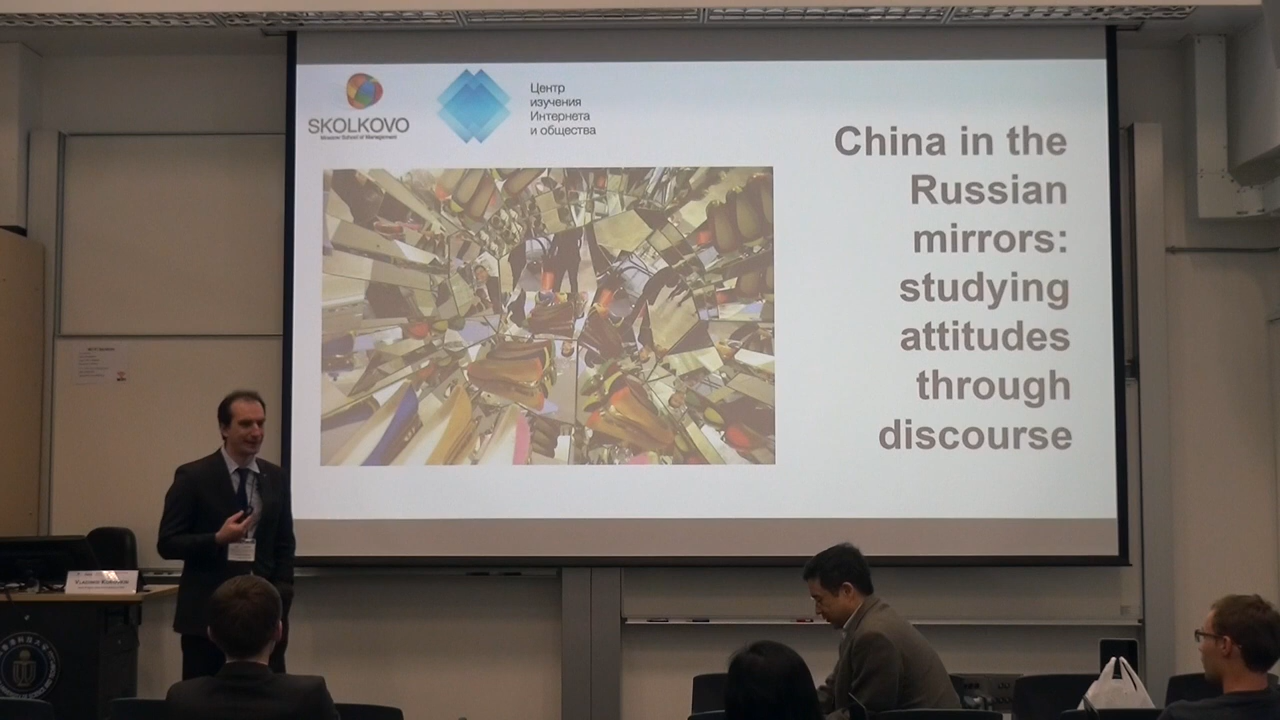 SKOLKOVO
Moscow School of Management
Центр
изучения
Интернета
и общества
China in the
Russian
mirrors:
studying
attitudes
through
discourse